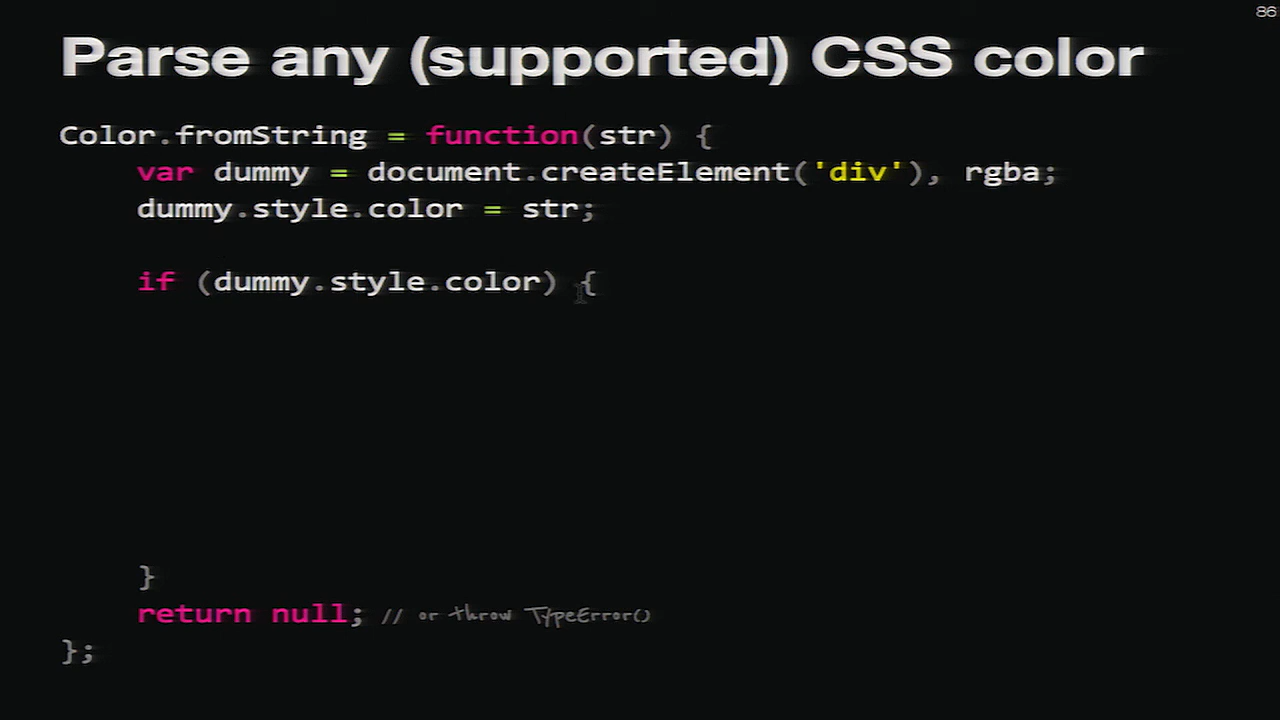 86
Parse any (supported) CSS color
Color.fromString = function(str) {
    var dummy = document.createElement('div'), rgba;
    dummy.style.color = str;
    if (dummy.style.color) {
    }
    return null; // or throw TypeError()
};